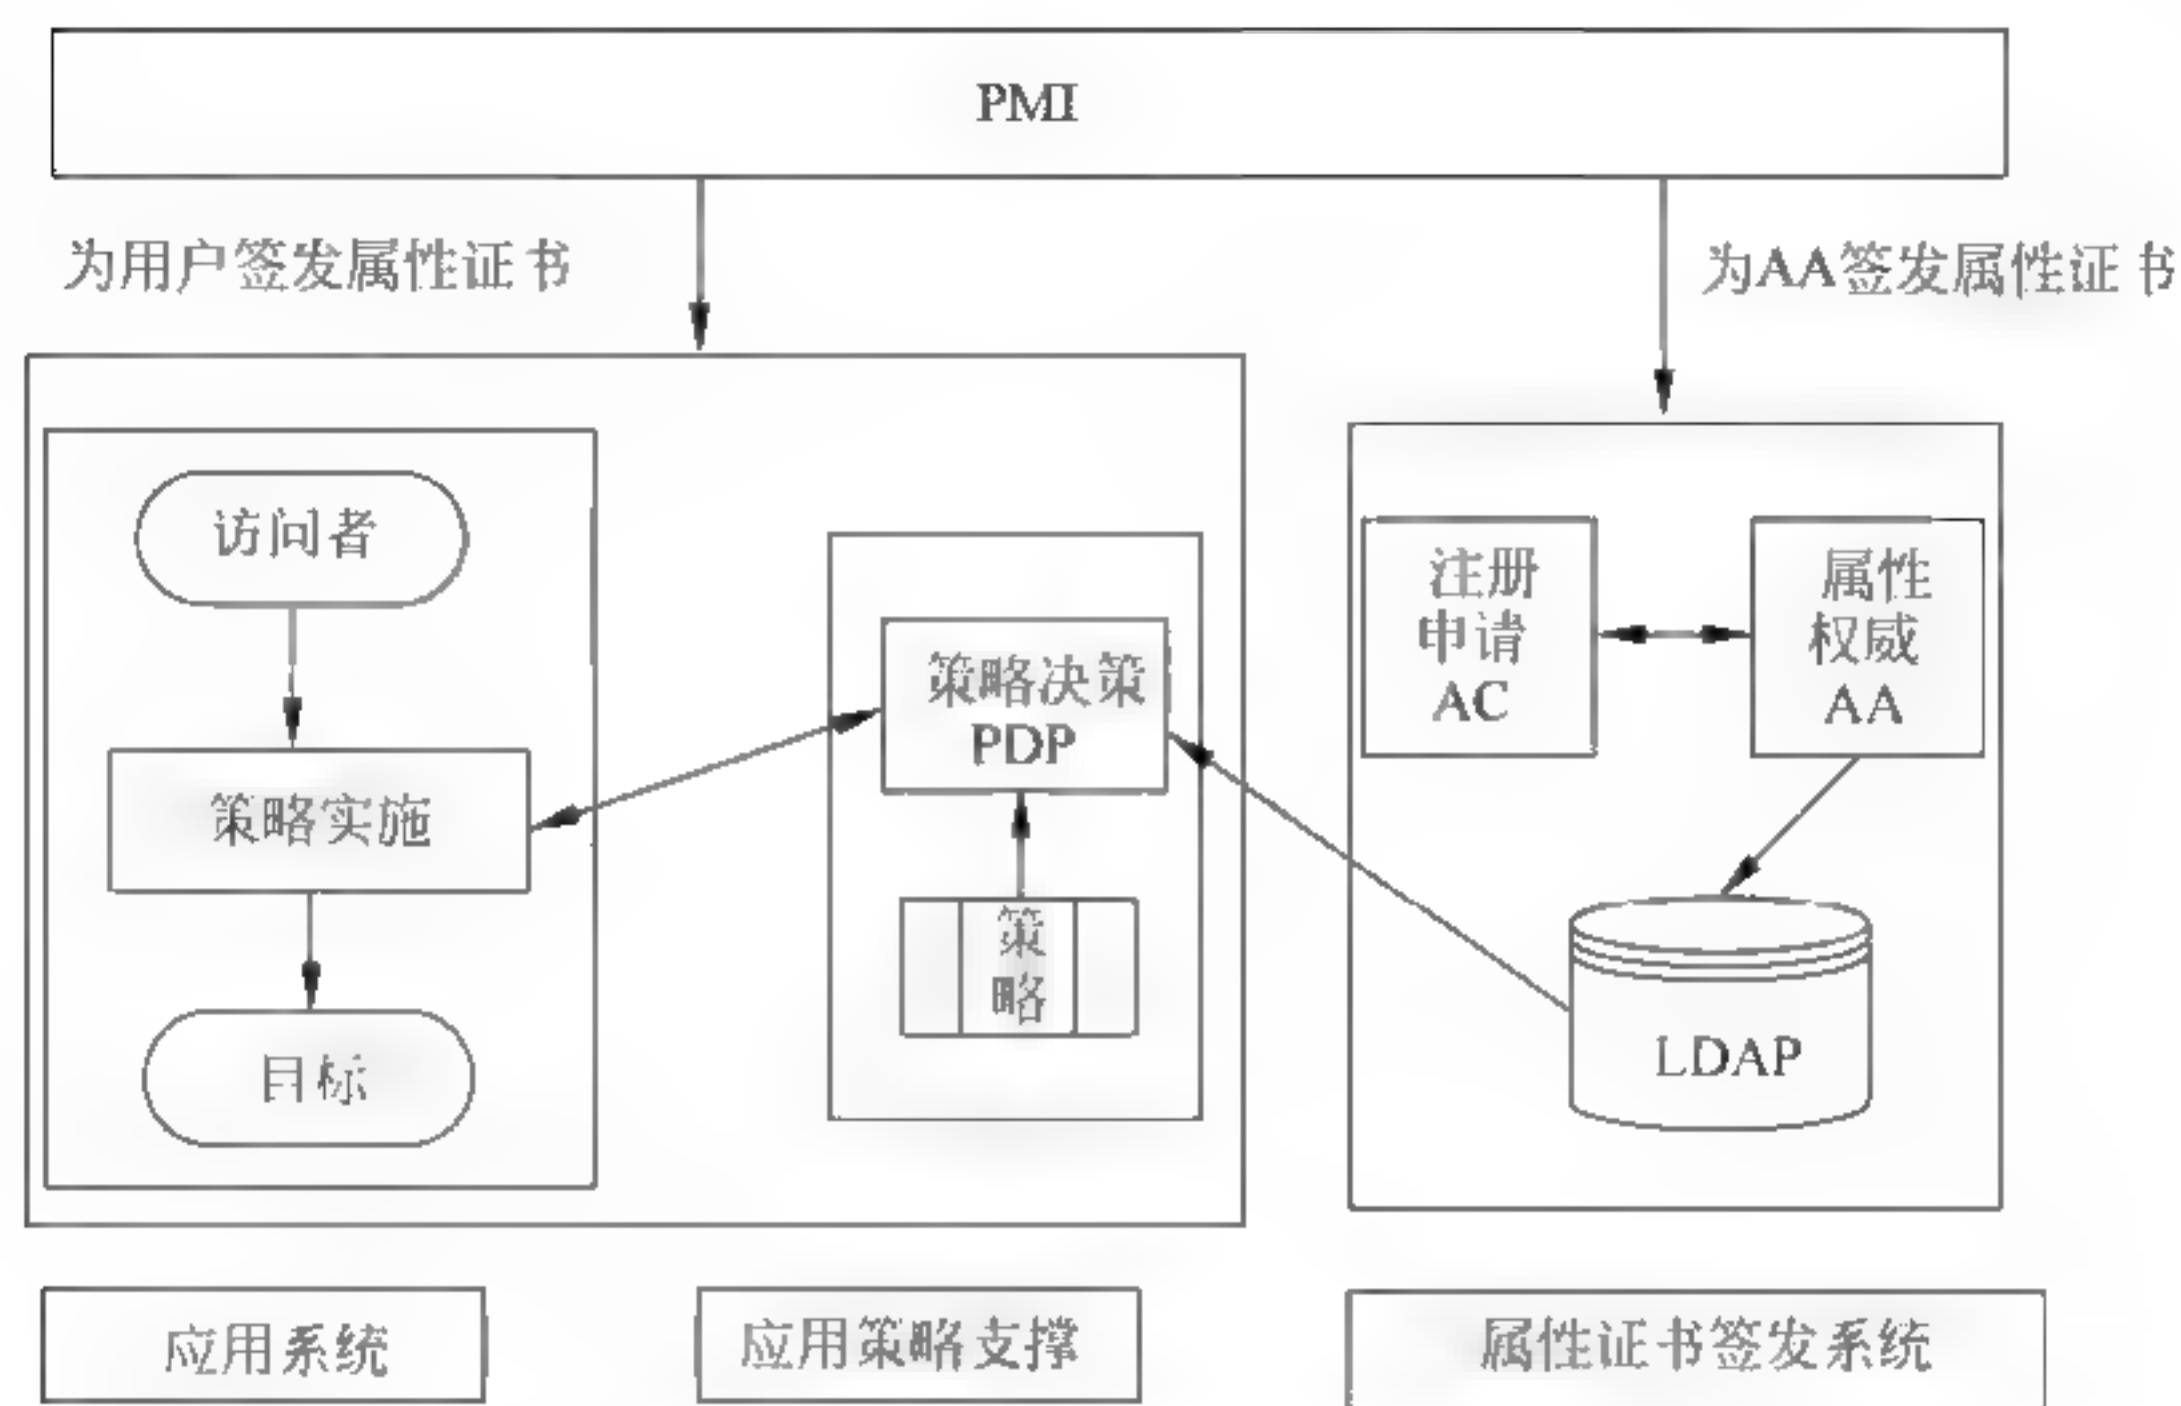 PMI
为用户签发属性证书
为AA签发属性证书
访问者
策略实施
目标
策略决策
PDP
策
略
注册
申请
AC
属性
权威
AA
LDAP
应用系统
应用策略支撑
属性证书签发系统